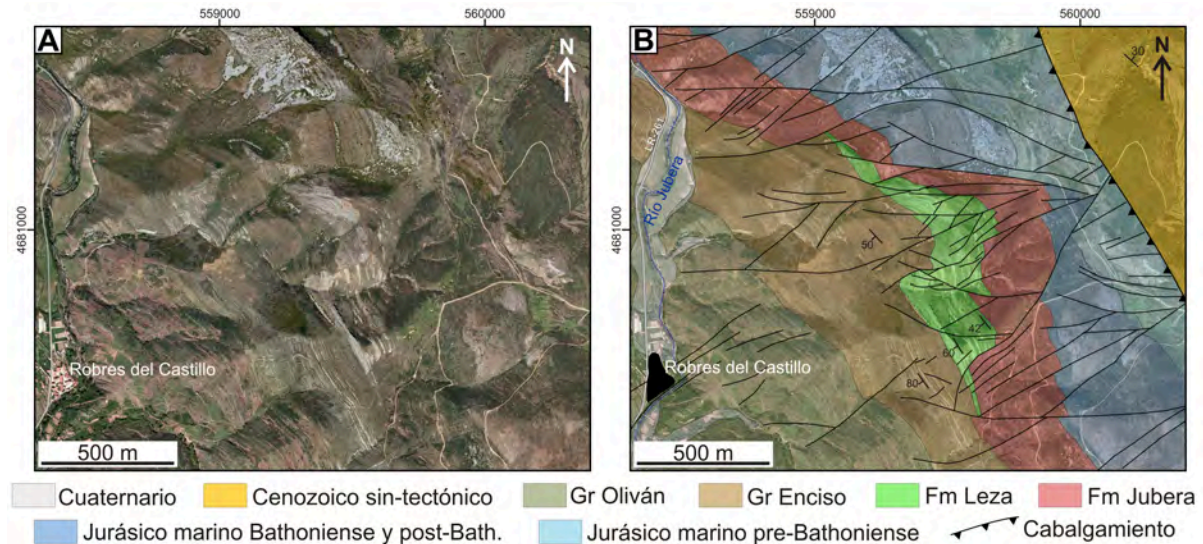 559000
560000
559000
560000
A
N
B
N
30
LR-261
Río Jubera
4681000
4681000
50
42
60
80
Robres del Castillo
Robres del Castillo
500 m
500 m
Cuaternario
Cenozoico sin-tectónico
Gr Oliván
Gr Enciso
Fm Leza
Fm Jubera
Jurásico marino Bathoniense y post-Bath.
Jurásico marino pre-Bathoniense
Cabalgamiento